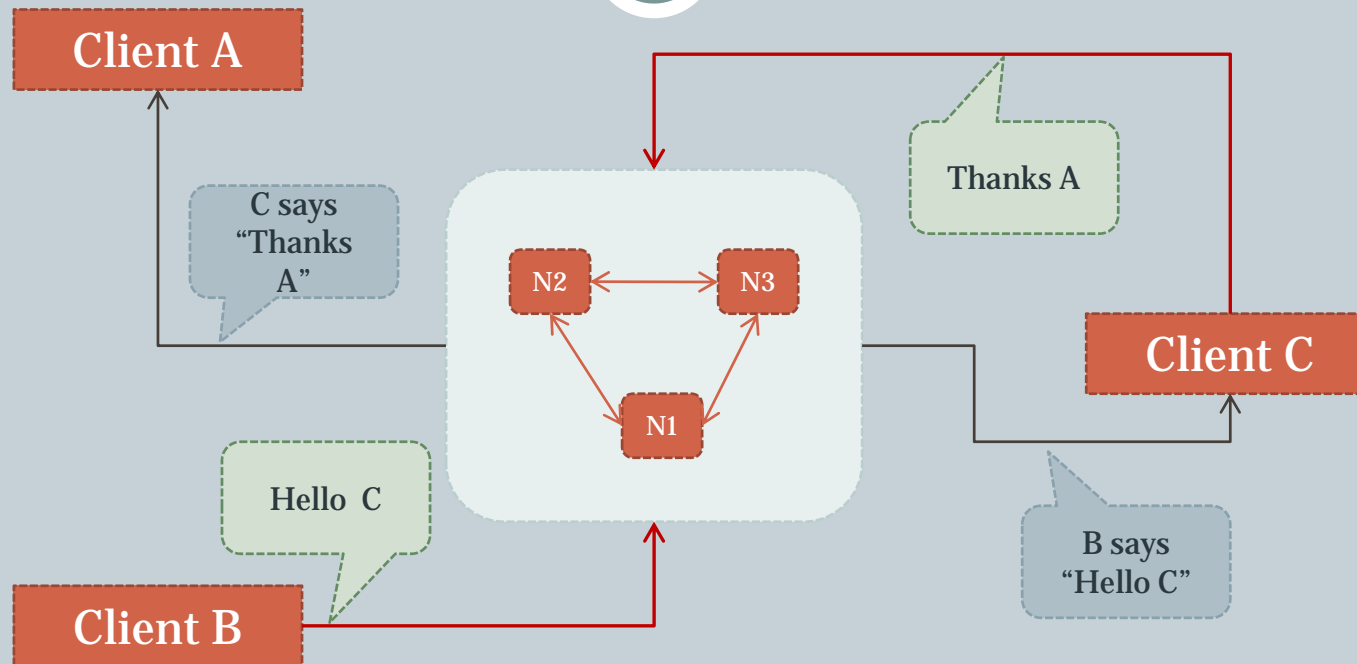 Client A
Thanks A
C says
“Thanks
A”
N2
N3
Client C
N1
Hello  C
B says
“Hello C”
Client B